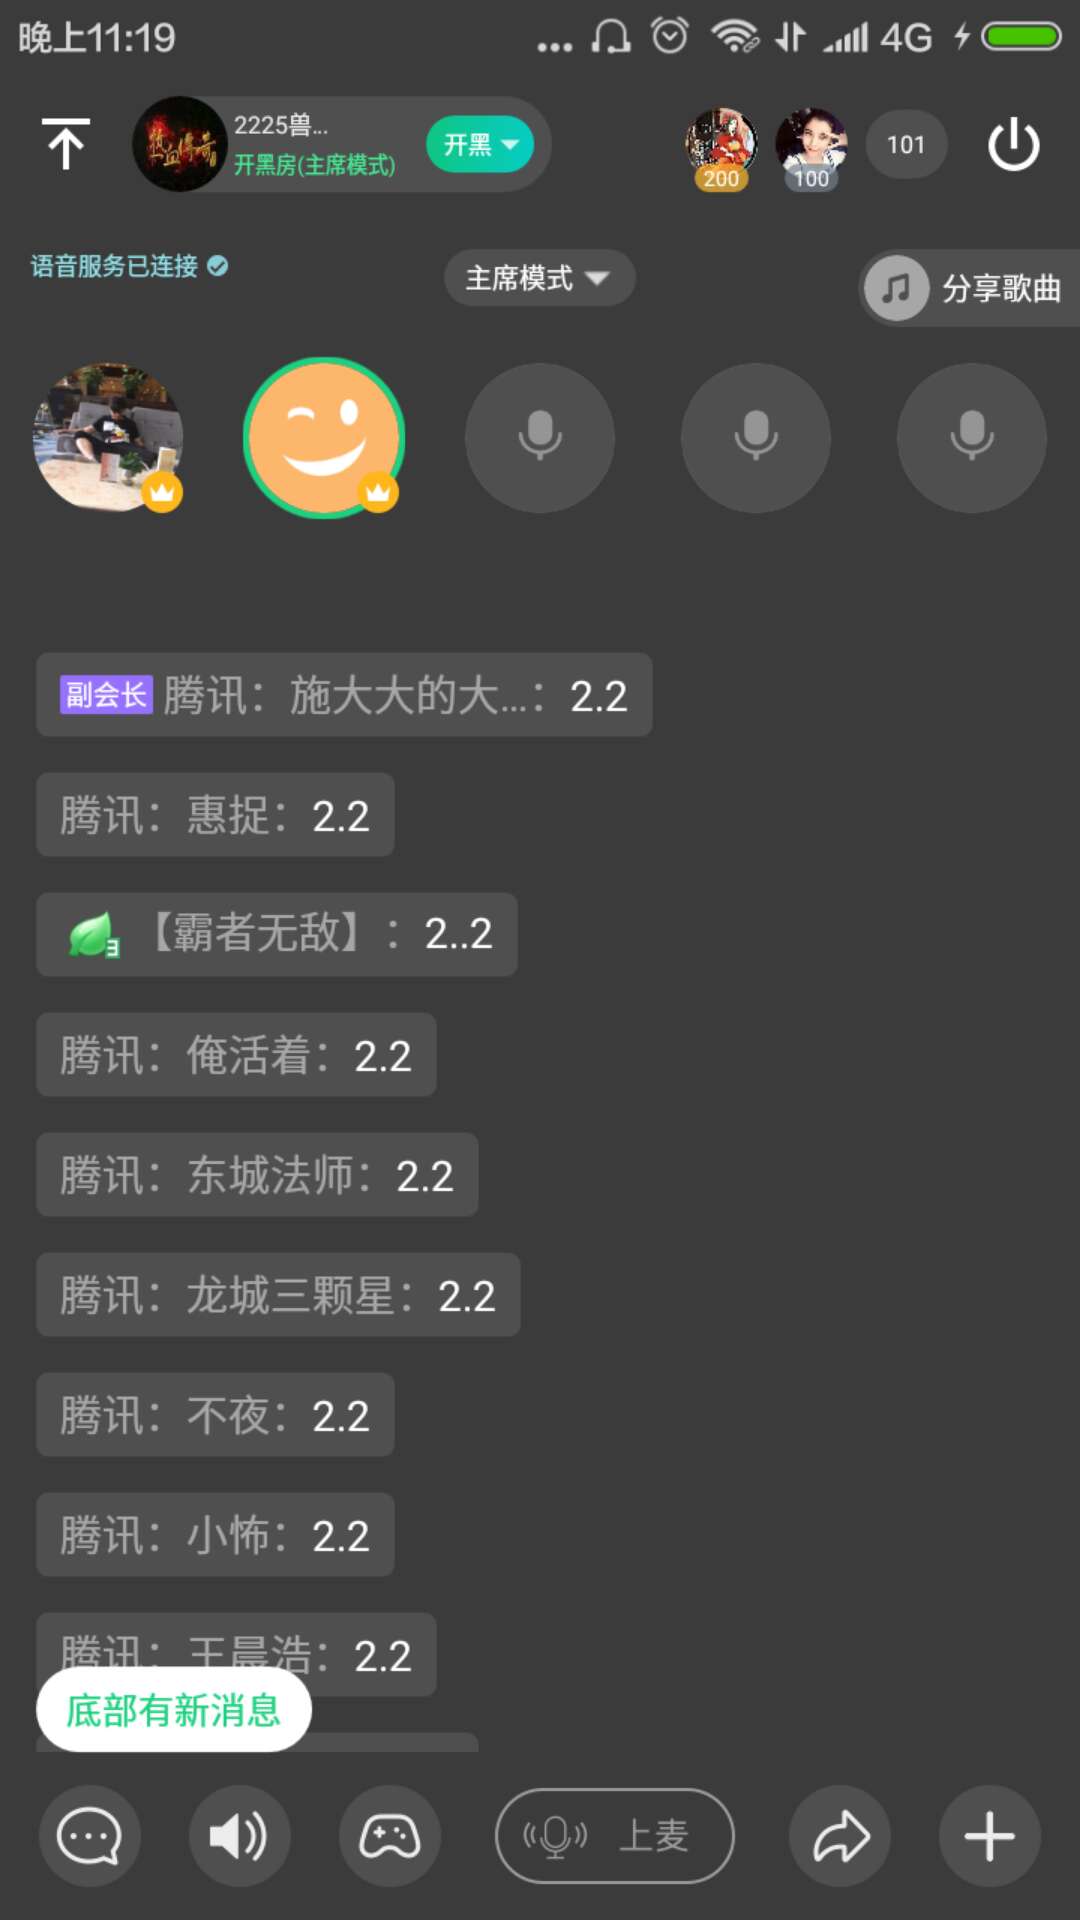 晚上11:19
4G
2225兽...
开黑房(主席模式)
开黑
200
100
101
语音服务已连接
主席模式
分享歌曲
副会长 腾讯：施大大的大...：2.2
腾讯：惠捉：2.2
3 【霸者无敌】：2..2
腾讯：俺活着：2.2
腾讯：东城法师：2.2
腾讯：龙城三颗星：2.2
腾讯：不夜：2.2
腾讯：小怖：2.2
腾讯：王晨浩：2.2
底部有新消息
上麦